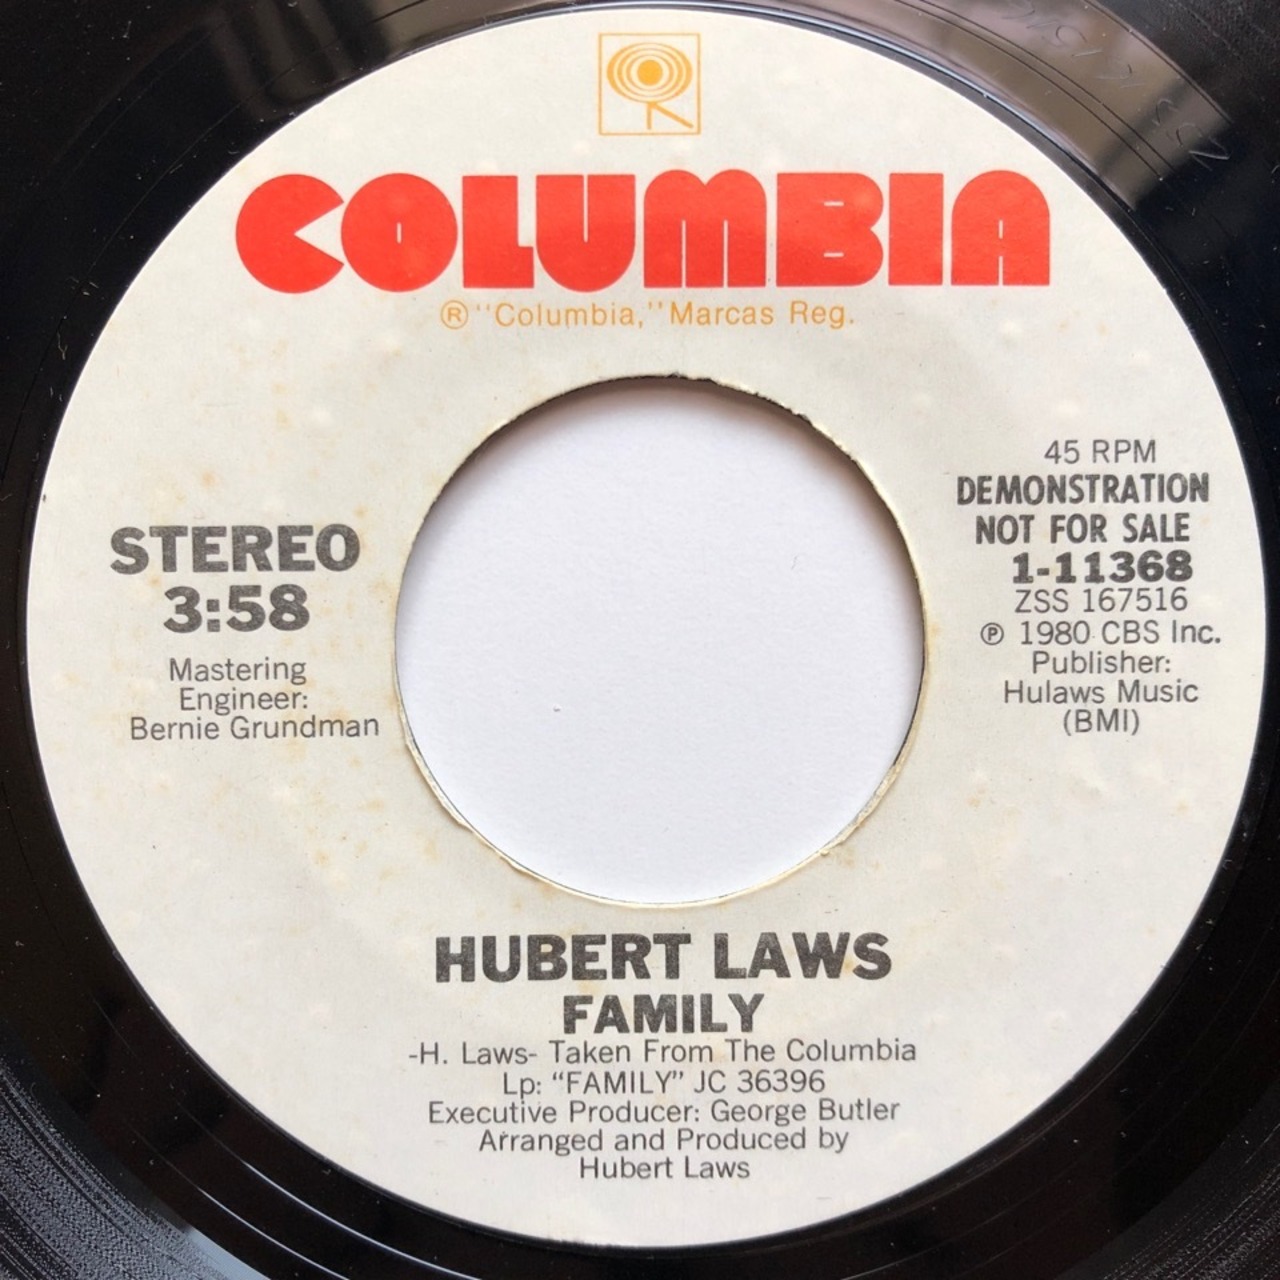 COLUMBIA
® "Columbia," Marcas Reg.
STEREO
3:58
Mastering
Engineer:
Bernie Grundman
45 RPM
DEMONSTRATION
NOT FOR SALE
1-11368
ZSS 167516
℗ 1980 CBS Inc.
Publisher:
Hulaws Music
(BMI)
HUBERT LAWS
FAMILY
-H. Laws- Taken From The Columbia
Lp: “FAMILY” JC 36396
Executive Producer: George Butler
Arranged and Produced by
Hubert Laws